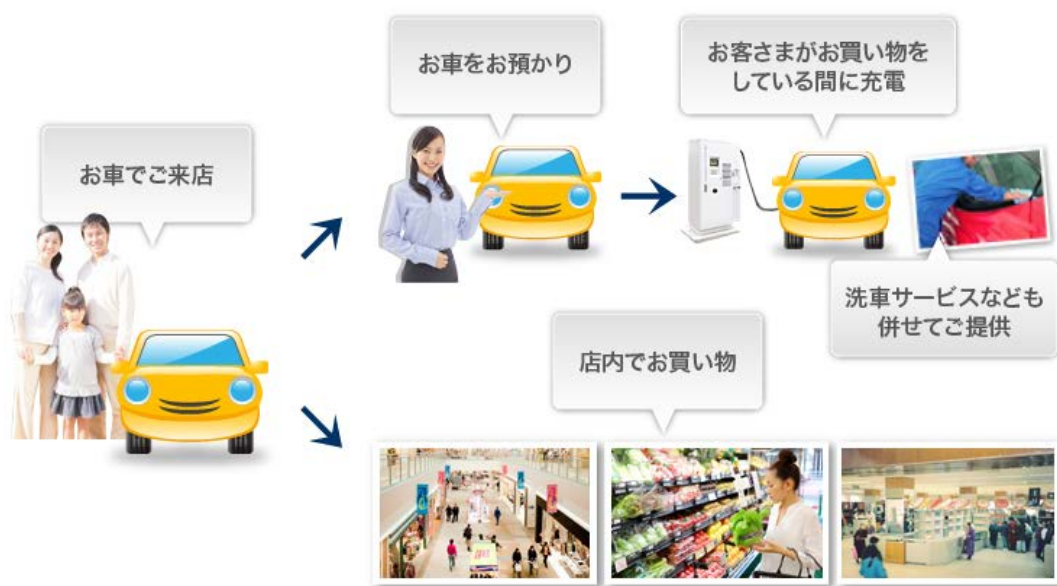 お車をお預かり
お客さまがお買い物を
している間に充電
お車でご来店
洗車サービスなども
併せてご提供
店内でお買い物